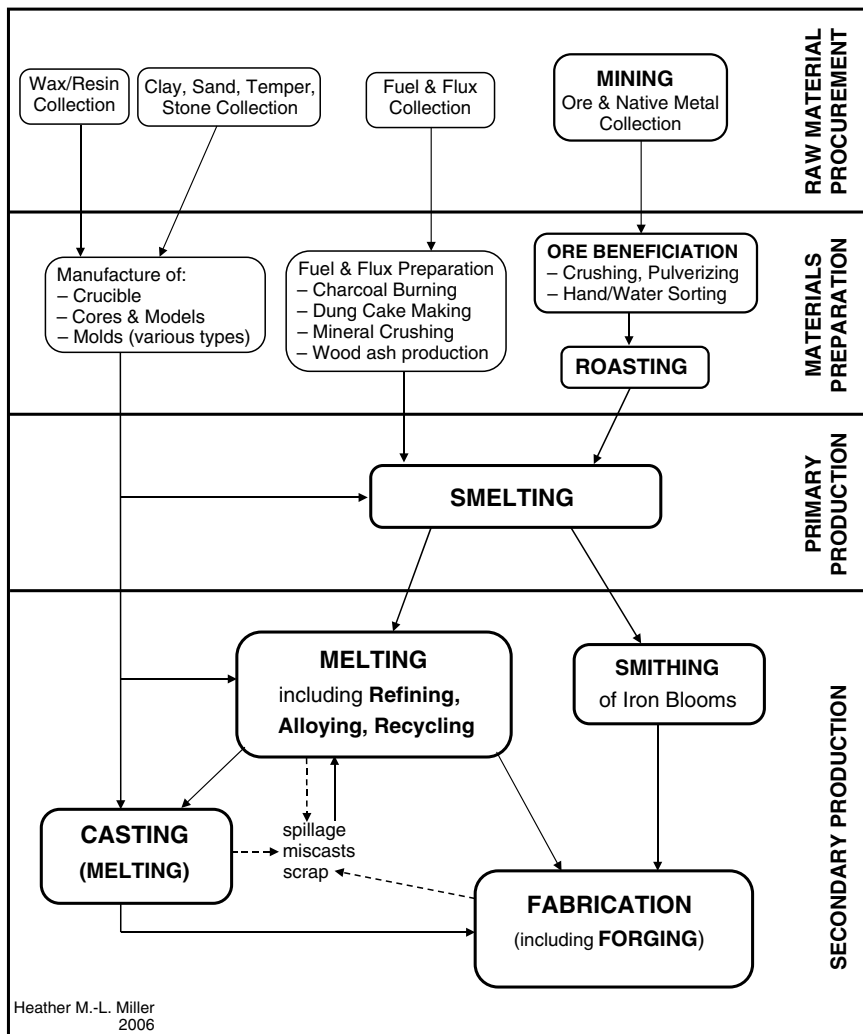 Wax/Resin
Collection
Clay, Sand, Temper,
Stone Collection
Fuel & Flux
Collection
MINING
Ore & Native Metal
Collection
RAW MATERIAL
PROCUREMENT
Manufacture of:
– Crucible
– Cores & Models
– Molds (various types)
Fuel & Flux Preparation
– Charcoal Burning
– Dung Cake Making
– Mineral Crushing
– Wood ash production
ORE BENEFICIATION
– Crushing, Pulverizing
– Hand/Water Sorting
ROASTING
MATERIALS
PREPARATION
SMELTING
PRIMARY
PRODUCTION
MELTING
including Refining,
Alloying, Recycling
SMITHING
of Iron Blooms
CASTING
(MELTING)
spillage
miscasts
scrap
FABRICATION
(including FORGING)
SECONDARY PRODUCTION
Heather M.-L. Miller
2006